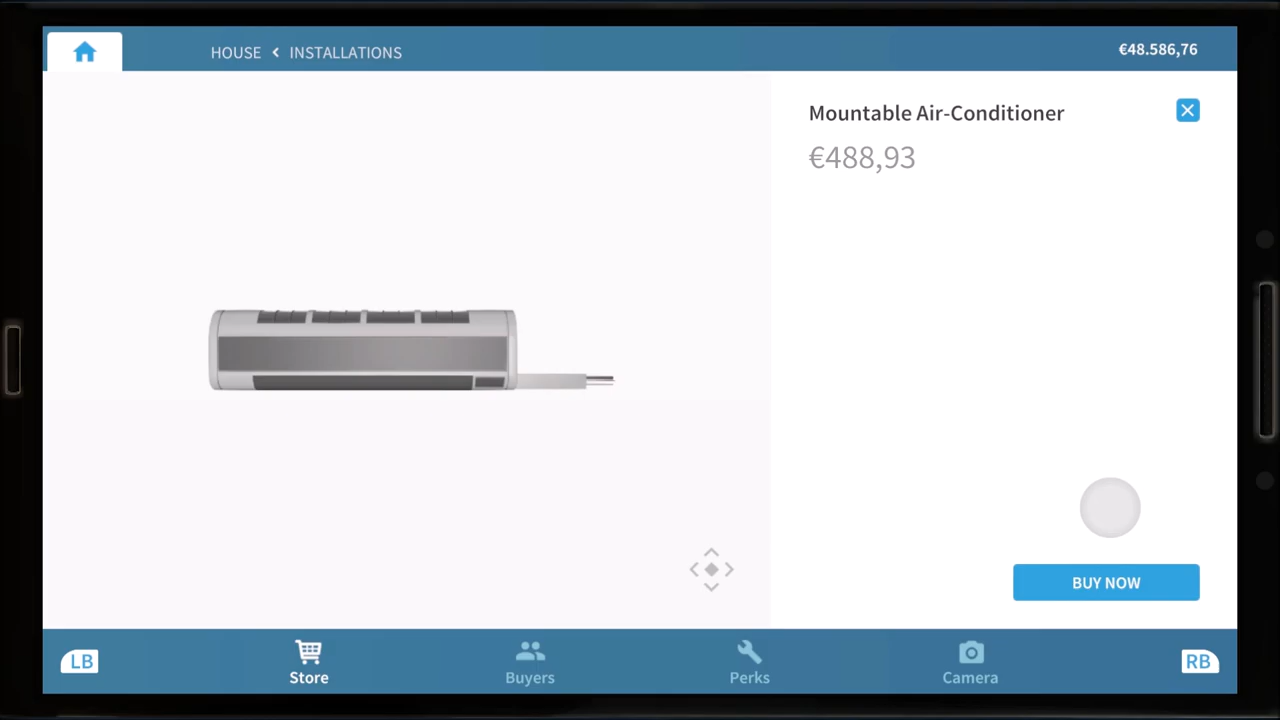 HOUSE < INSTALLATIONS
€48.586,76
Mountable Air-Conditioner
€488,93
BUY NOW
LB
Store
Buyers
Perks
Camera
RB